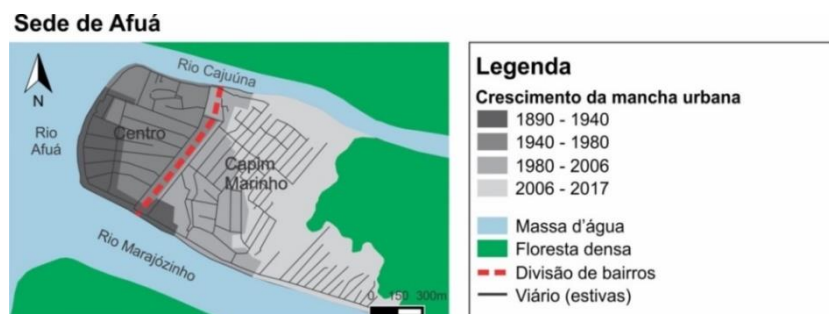 Sede de Afuá
Rio Cajuúna
N
Rio
Afuá
Centro
Capim
Marinho
Rio Marajózinho
0 150 300m
Legenda
Crescimento da mancha urbana
1890 - 1940
1940 - 1980
1980 - 2006
2006 - 2017
Massa d'água
Floresta densa
Divisão de bairros
Viário (estivas)